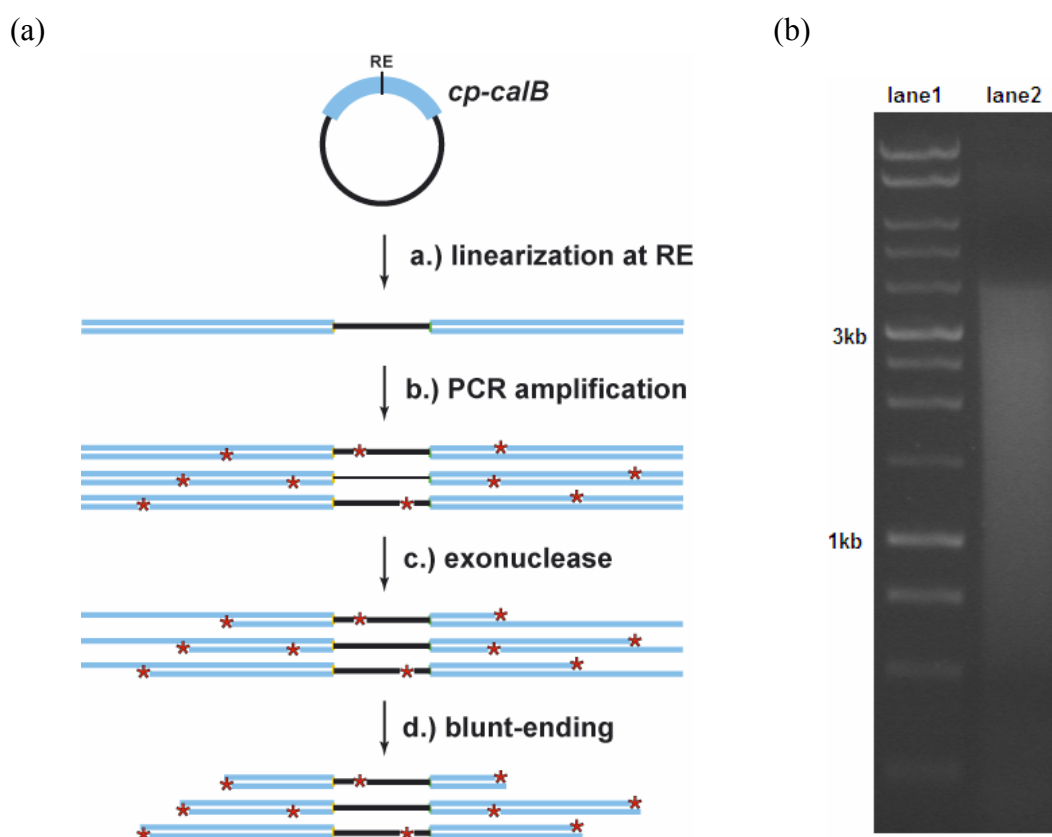 (a)
RE
cp-calB
a.) linearization at RE
b.) PCR amplification
c.) exonuclease
d.) blunt-ending
(b)
lane1 lane2
3kb
1kb